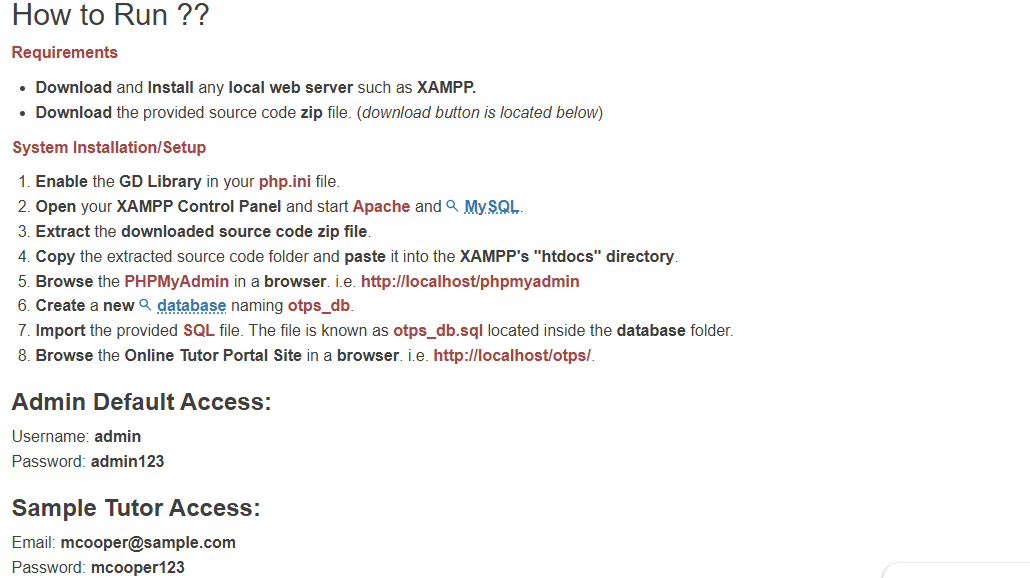 How to Run ??
Requirements
• Download and Install any local web server such as XAMPP.
• Download the provided source code zip file. (download button is located below)
System Installation/Setup
1. Enable the GD Library in your php.ini file.
2. Open your XAMPP Control Panel and start Apache and MySQL.
3. Extract the downloaded source code zip file.
4. Copy the extracted source code folder and paste it into the XAMPP's "htdocs" directory.
5. Browse the PHPMyAdmin in a browser. i.e. http://localhost/phpmyadmin
6. Create a new database naming otps_db.
7. Import the provided SQL file. The file is known as otps_db.sql located inside the database folder.
8. Browse the Online Tutor Portal Site in a browser. i.e. http://localhost/otps/.
Admin Default Access:
Username: admin
Password: admin123
Sample Tutor Access:
Email: mcooper@sample.com
Password: mcooper123